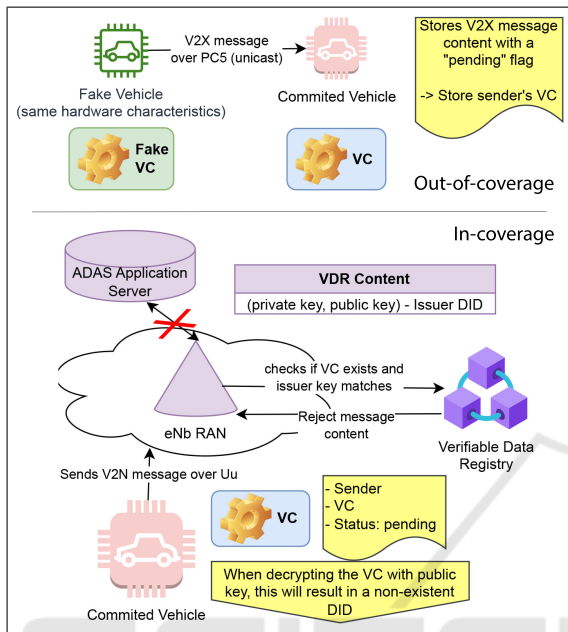 V2X message
over PC5 (unicast)
Stores V2X message
content with a
"pending" flag
-> Store sender's VC
Fake Vehicle
(same hardware characteristics)
Commited Vehicle
Fake
VC
VC
Out-of-coverage
In-coverage
ADAS Application
Server
VDR Content
(private key, public key) - Issuer DID
checks if VC exists and
issuer key matches
Reject message
content
eNb RAN
Verifiable Data
Registry
Sends V2N message over Uu
VC
- Sender
- VC
- Status: pending
When decrypting the VC with public
key, this will result in a non-existent
DID
Commited Vehicle